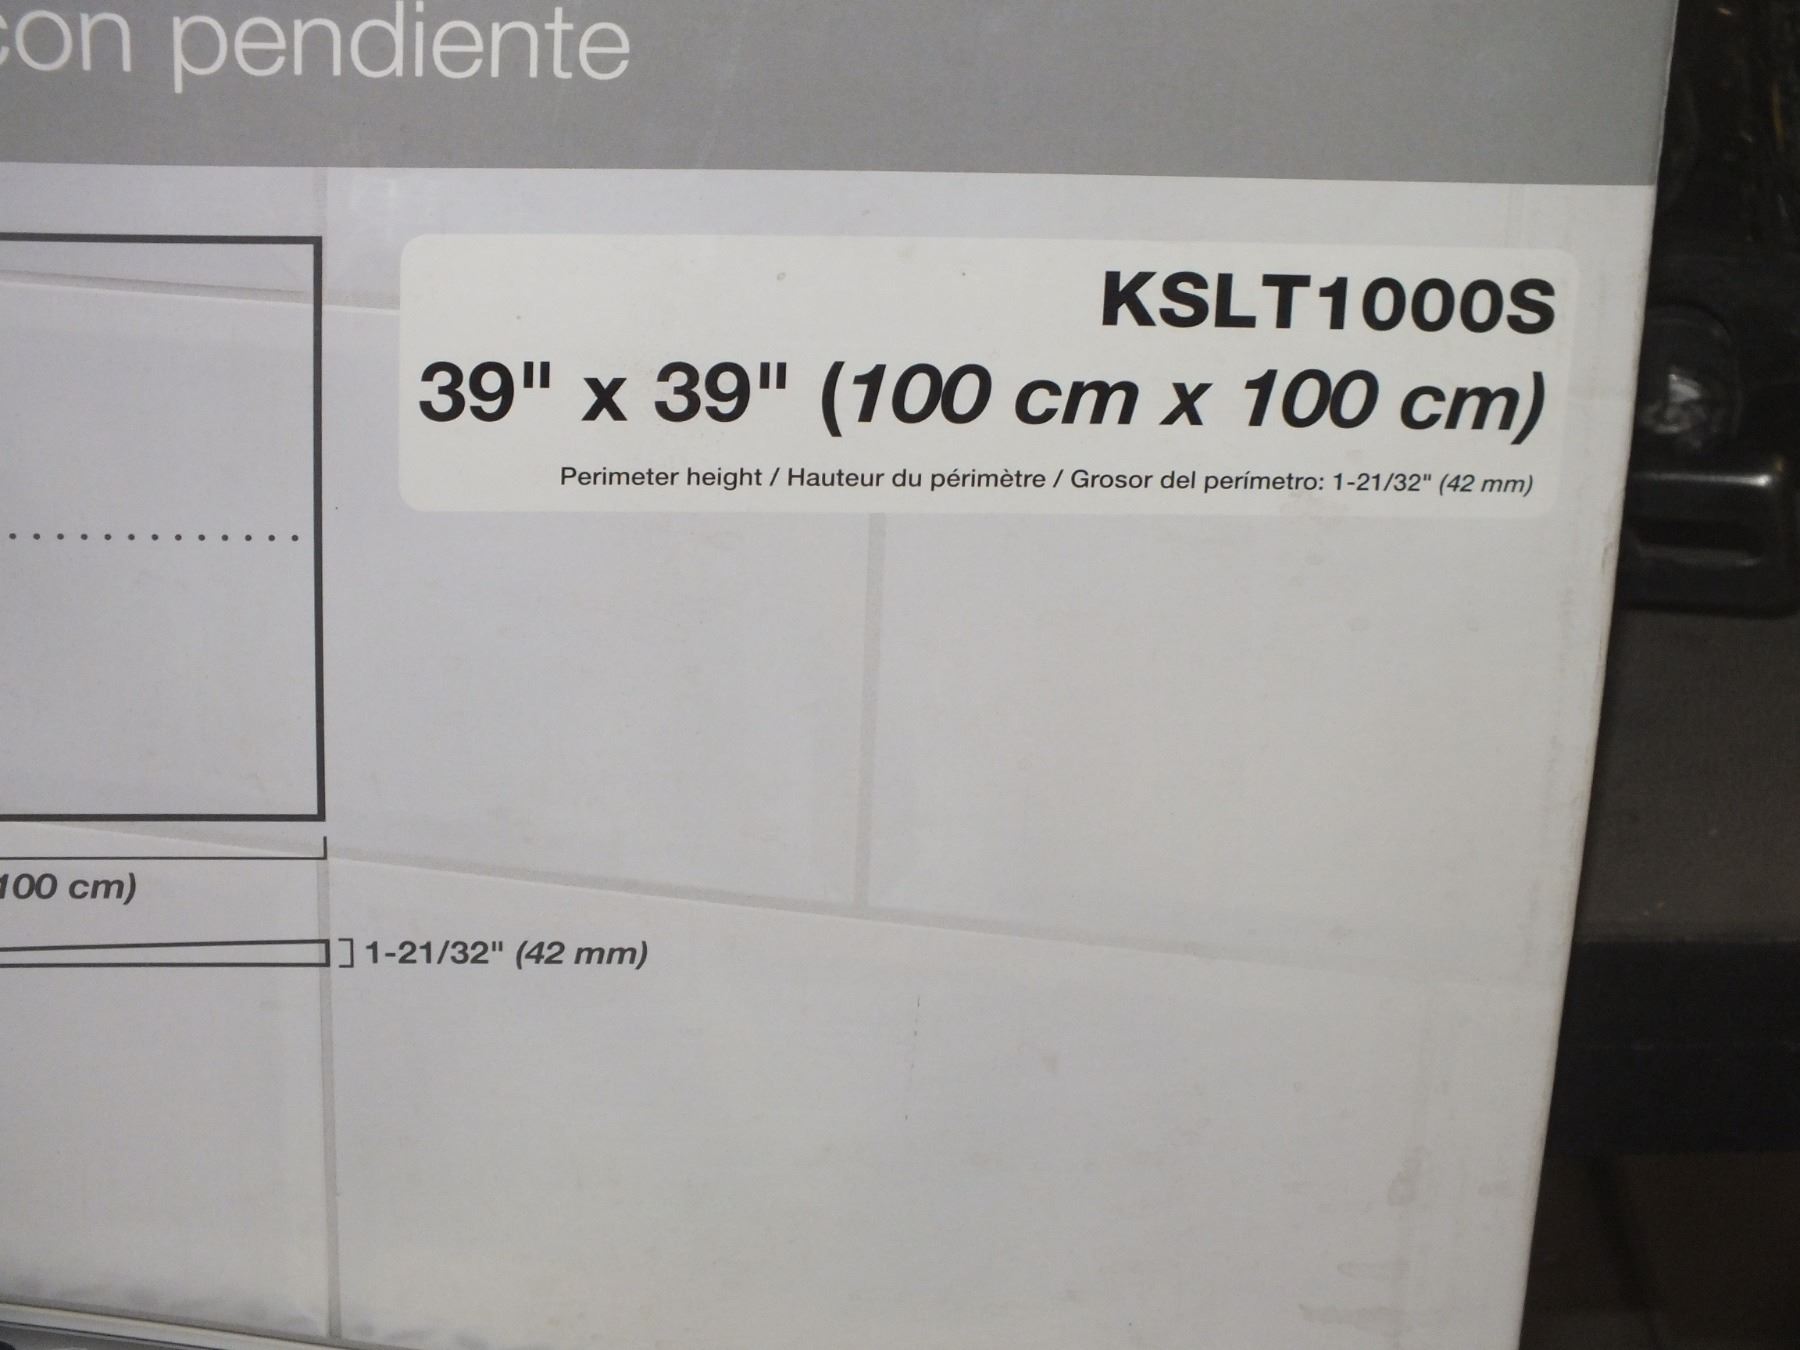 con pendiente
KSLT1000S
39" x 39" (100 cm x 100 cm)
Perimeter height / Hauteur du périmètre / Grosor del perímetro: 1-21/32" (42 mm)
100 cm)
1-21/32" (42 mm)